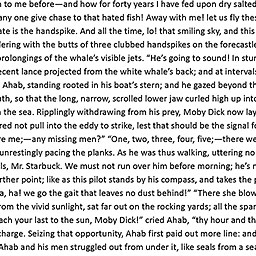 n to me before—and how for forty years I have fed upon dry salted
any one give chase to that hated fish! Away with me! let us fly these
ate is the handspike. And all the time, lo! that smiling sky, and this
dering with the butts of three clubbed handspikes on the forecastle
prolongings of the whale's visible jets. "He's going to sound! In stun
ecent lance projected from the white whale's back; and at intervals
Ahab, standing rooted in his boat's stern; and he gazed beyond th
th, so that the long, narrow, scrolled lower jaw curled high up into
n the sea. Ripplingly withdrawing from his prey, Moby Dick now lay
red not pull into the eddy to strike, lest that should be the signal fo
re me;—any missing men?" "One, two, three, four, five;—there we
unrestingly pacing the planks. As he was thus walking, uttering no
ls, Mr. Starbuck. We must not run over him before morning; he's m
rther point; like as this pilot stands by his compass, and takes the p
a, ha! we go the gait that leaves no dust behind!" "There she blow
rom the vivid sunset, sat far out on the rocking yards; all the spar
ach your last to the sun, Moby Dick!" cried Ahab, "thy hour and th
charge. Seizing that opportunity, Ahab first paid out more line: and
Ahab and his men struggled out from under it, like seals from a sea